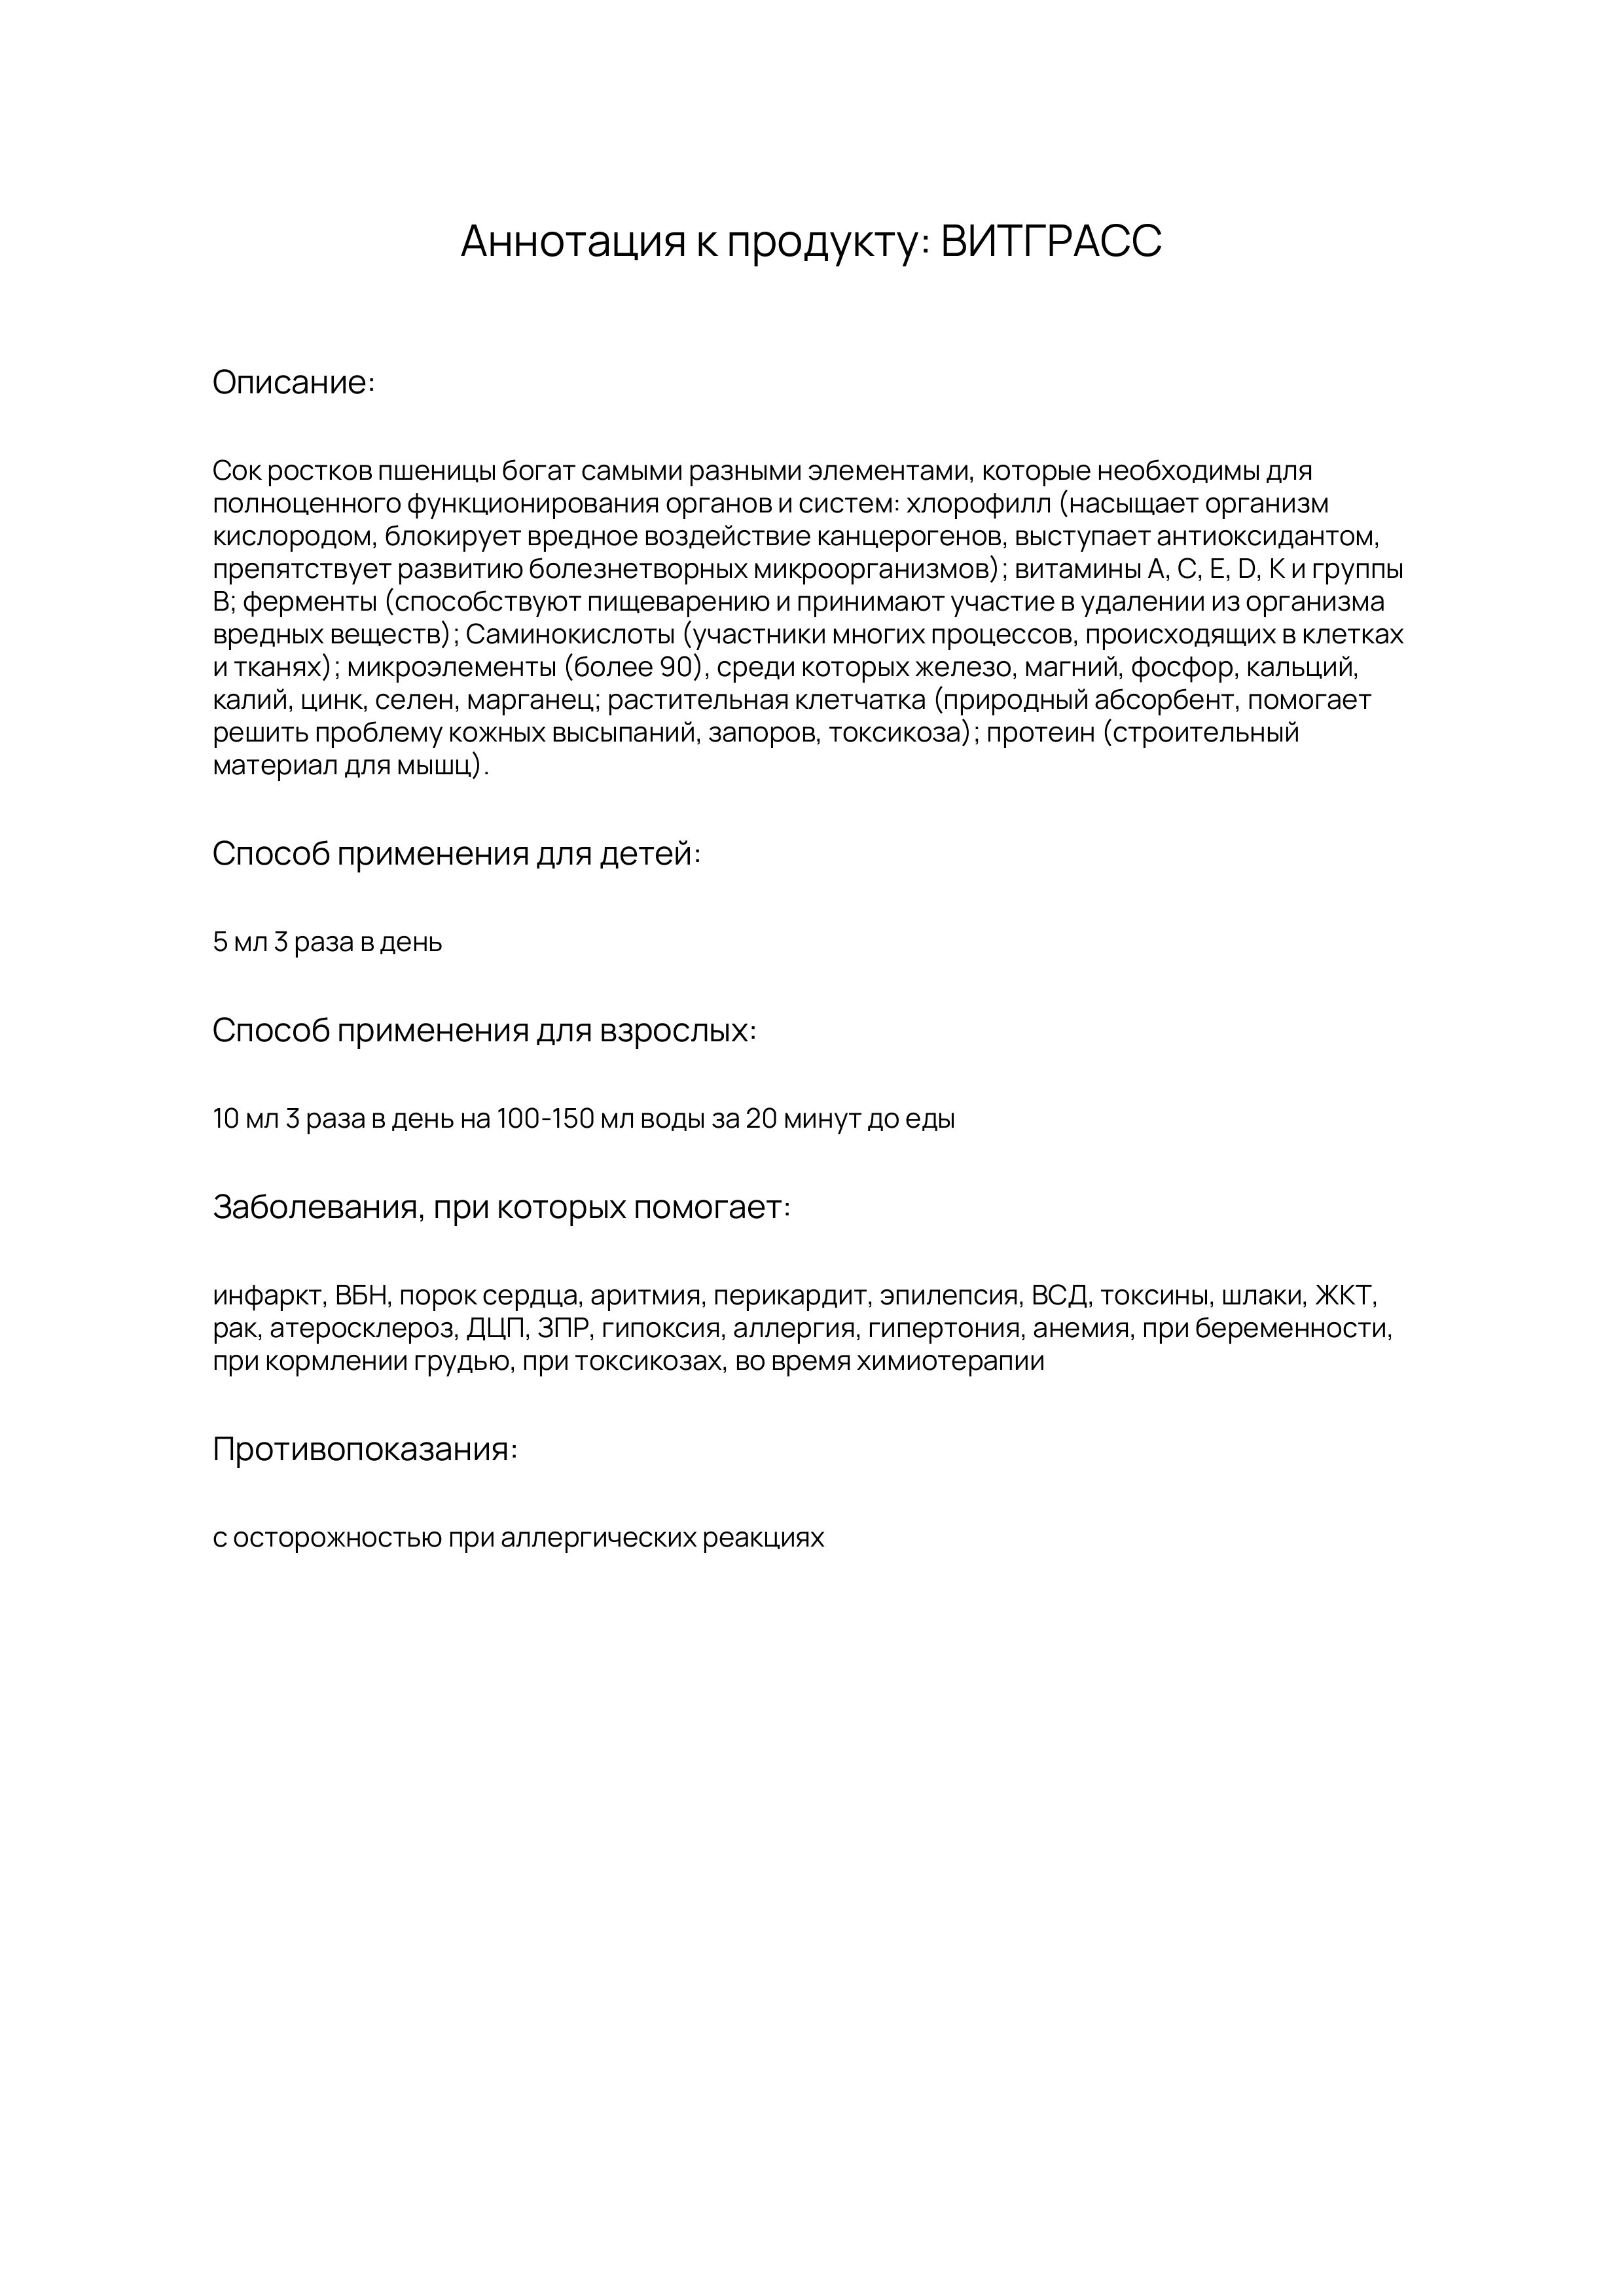 Аннотация к продукту: ВИТГРАСС
Описание:
Сок ростков пшеницы богат самыми разными элементами, которые необходимы для
полноценного функционирования органов и систем: хлорофилл (насыщает организм
кислородом, блокирует вредное воздействие канцерогенов, выступает антиоксидантом,
препятствует развитию болезнетворных микроорганизмов); витамины А, С, Е, D, К и группы
В; ферменты (способствуют пищеварению и принимают участие в удалении из организма
вредных веществ); Саминокислоты (участники многих процессов, происходящих в клетках
и тканях); микроэлементы (более 90), среди которых железо, магний, фосфор, кальций,
калий, цинк, селен, марганец; растительная клетчатка (природный абсорбент, помогает
решить проблему кожных высыпаний, запоров, токсикоза); протеин (строительный
материал для мышц).
Способ применения для детей:
5 мл 3 раза в день
Способ применения для взрослых:
10 мл 3 раза в день на 100-150 мл воды за 20 минут до еды
Заболевания, при которых помогает:
инфаркт, ВБН, порок сердца, аритмия, перикардит, эпилепсия, ВСД, токсины, шлаки, ЖКТ,
рак, атеросклероз, ДЦП, ЗПР, гипоксия, аллергия, гипертония, анемия, при беременности,
при кормлении грудью, при токсикозах, во время химиотерапии
Противопоказания:
с осторожностью при аллергических реакциях